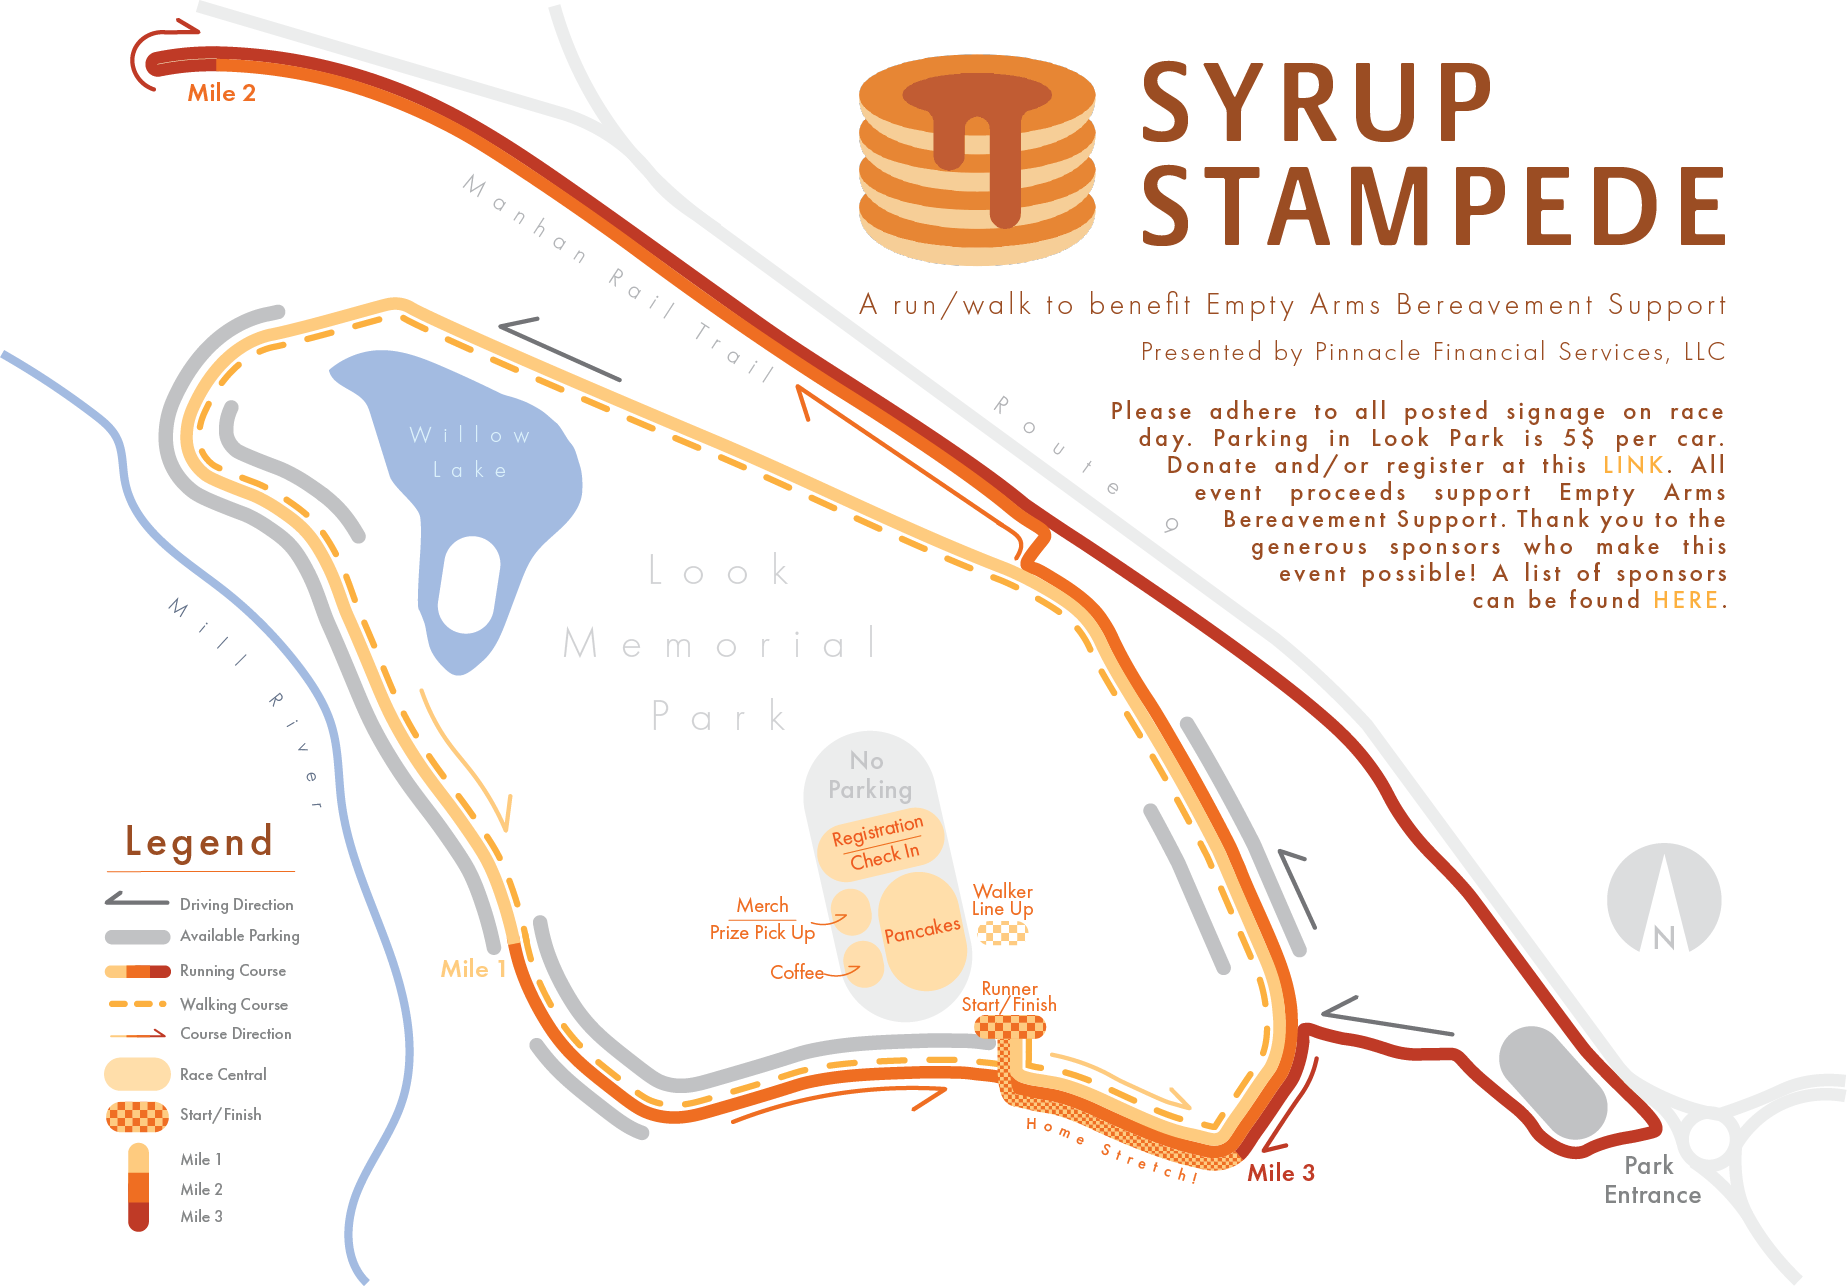 SYRUP
STAMPEDE
A run/walk to benefit Empty Arms Bereavement Support
Presented by Pinnacle Financial Services, LLC
Please adhere to all posted signage on race
day. Parking in Look Park is 5$ per car.
Donate and/or register at this LINK. All
event proceeds support Empty Arms
Bereavement Support. Thank you to the
generous sponsors who make this
event possible! A list of sponsors
can be found HERE.
Mile 2
Manhan Rail Trail
Route 9
Willow
Lake
Look
Memorial
Park
Mill River
No
Parking
Registration
Check In
Merch
Prize Pick Up
Pancakes
Coffee
Walker
Line Up
Runner
Start/Finish
Mile 1
Home Stretch!
Mile 3
Park
Entrance
N
Legend
Driving Direction
Available Parking
Running Course
Walking Course
Course Direction
Race Central
Start/Finish
Mile 1
Mile 2
Mile 3